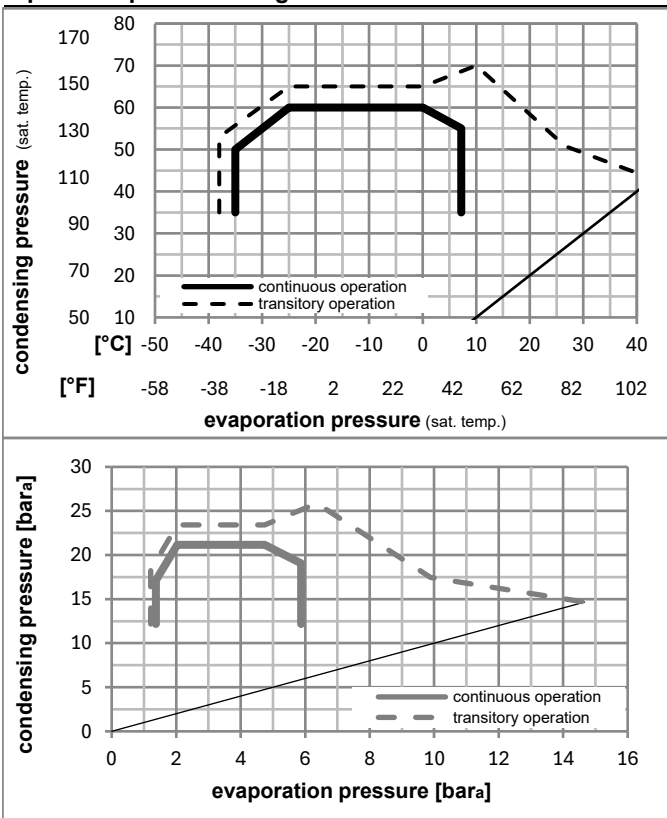 170
80
70
150
60
130
50
110
40
90
30
70
20
50
10
condensing pressure (sat. temp.)
continuous operation
transitory operation
[°C] -50 -40 -30 -20 -10 0 10 20 30 40
[°F] -58 -38 -18 2 22 42 62 82 102
evaporation pressure (sat. temp.)
30
25
20
15
10
5
0
condensing pressure [bara]
continuous operation
transitory operation
0 2 4 6 8 10 12 14 16
evaporation pressure [bara]